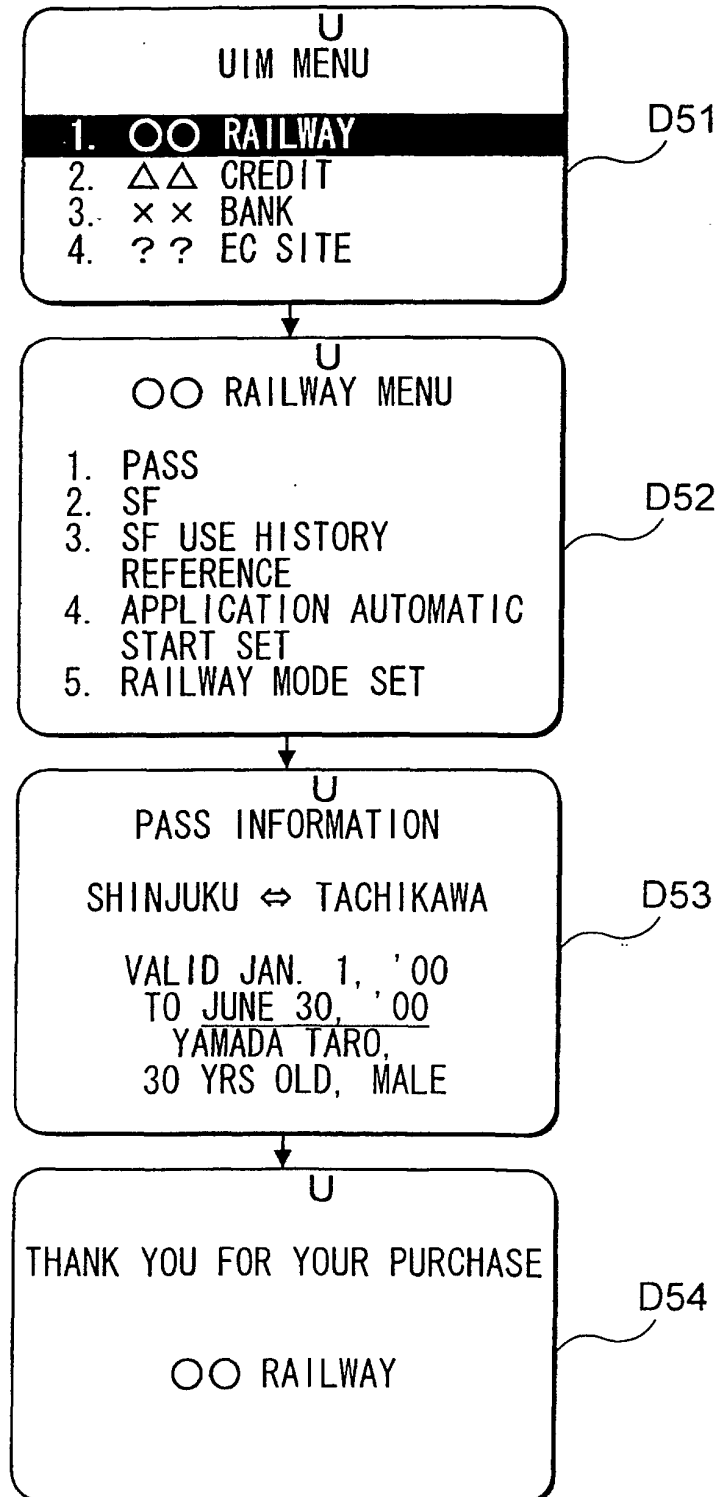 U
UIM MENU
1. ○○ RAILWAY
2. △△ CREDIT
3. × × BANK
4. ? ? EC SITE
D51
U
○○ RAILWAY MENU
1. PASS
2. SF
3. SF USE HISTORY
REFERENCE
4. APPLICATION AUTOMATIC
START SET
5. RAILWAY MODE SET
D52
U
PASS INFORMATION
SHINJUKU ⇔ TACHIKAWA
VALID JAN. 1, '00
TO JUNE 30, '00
YAMADA TARO,
30 YRS OLD, MALE
D53
U
THANK YOU FOR YOUR PURCHASE
○○ RAILWAY
D54